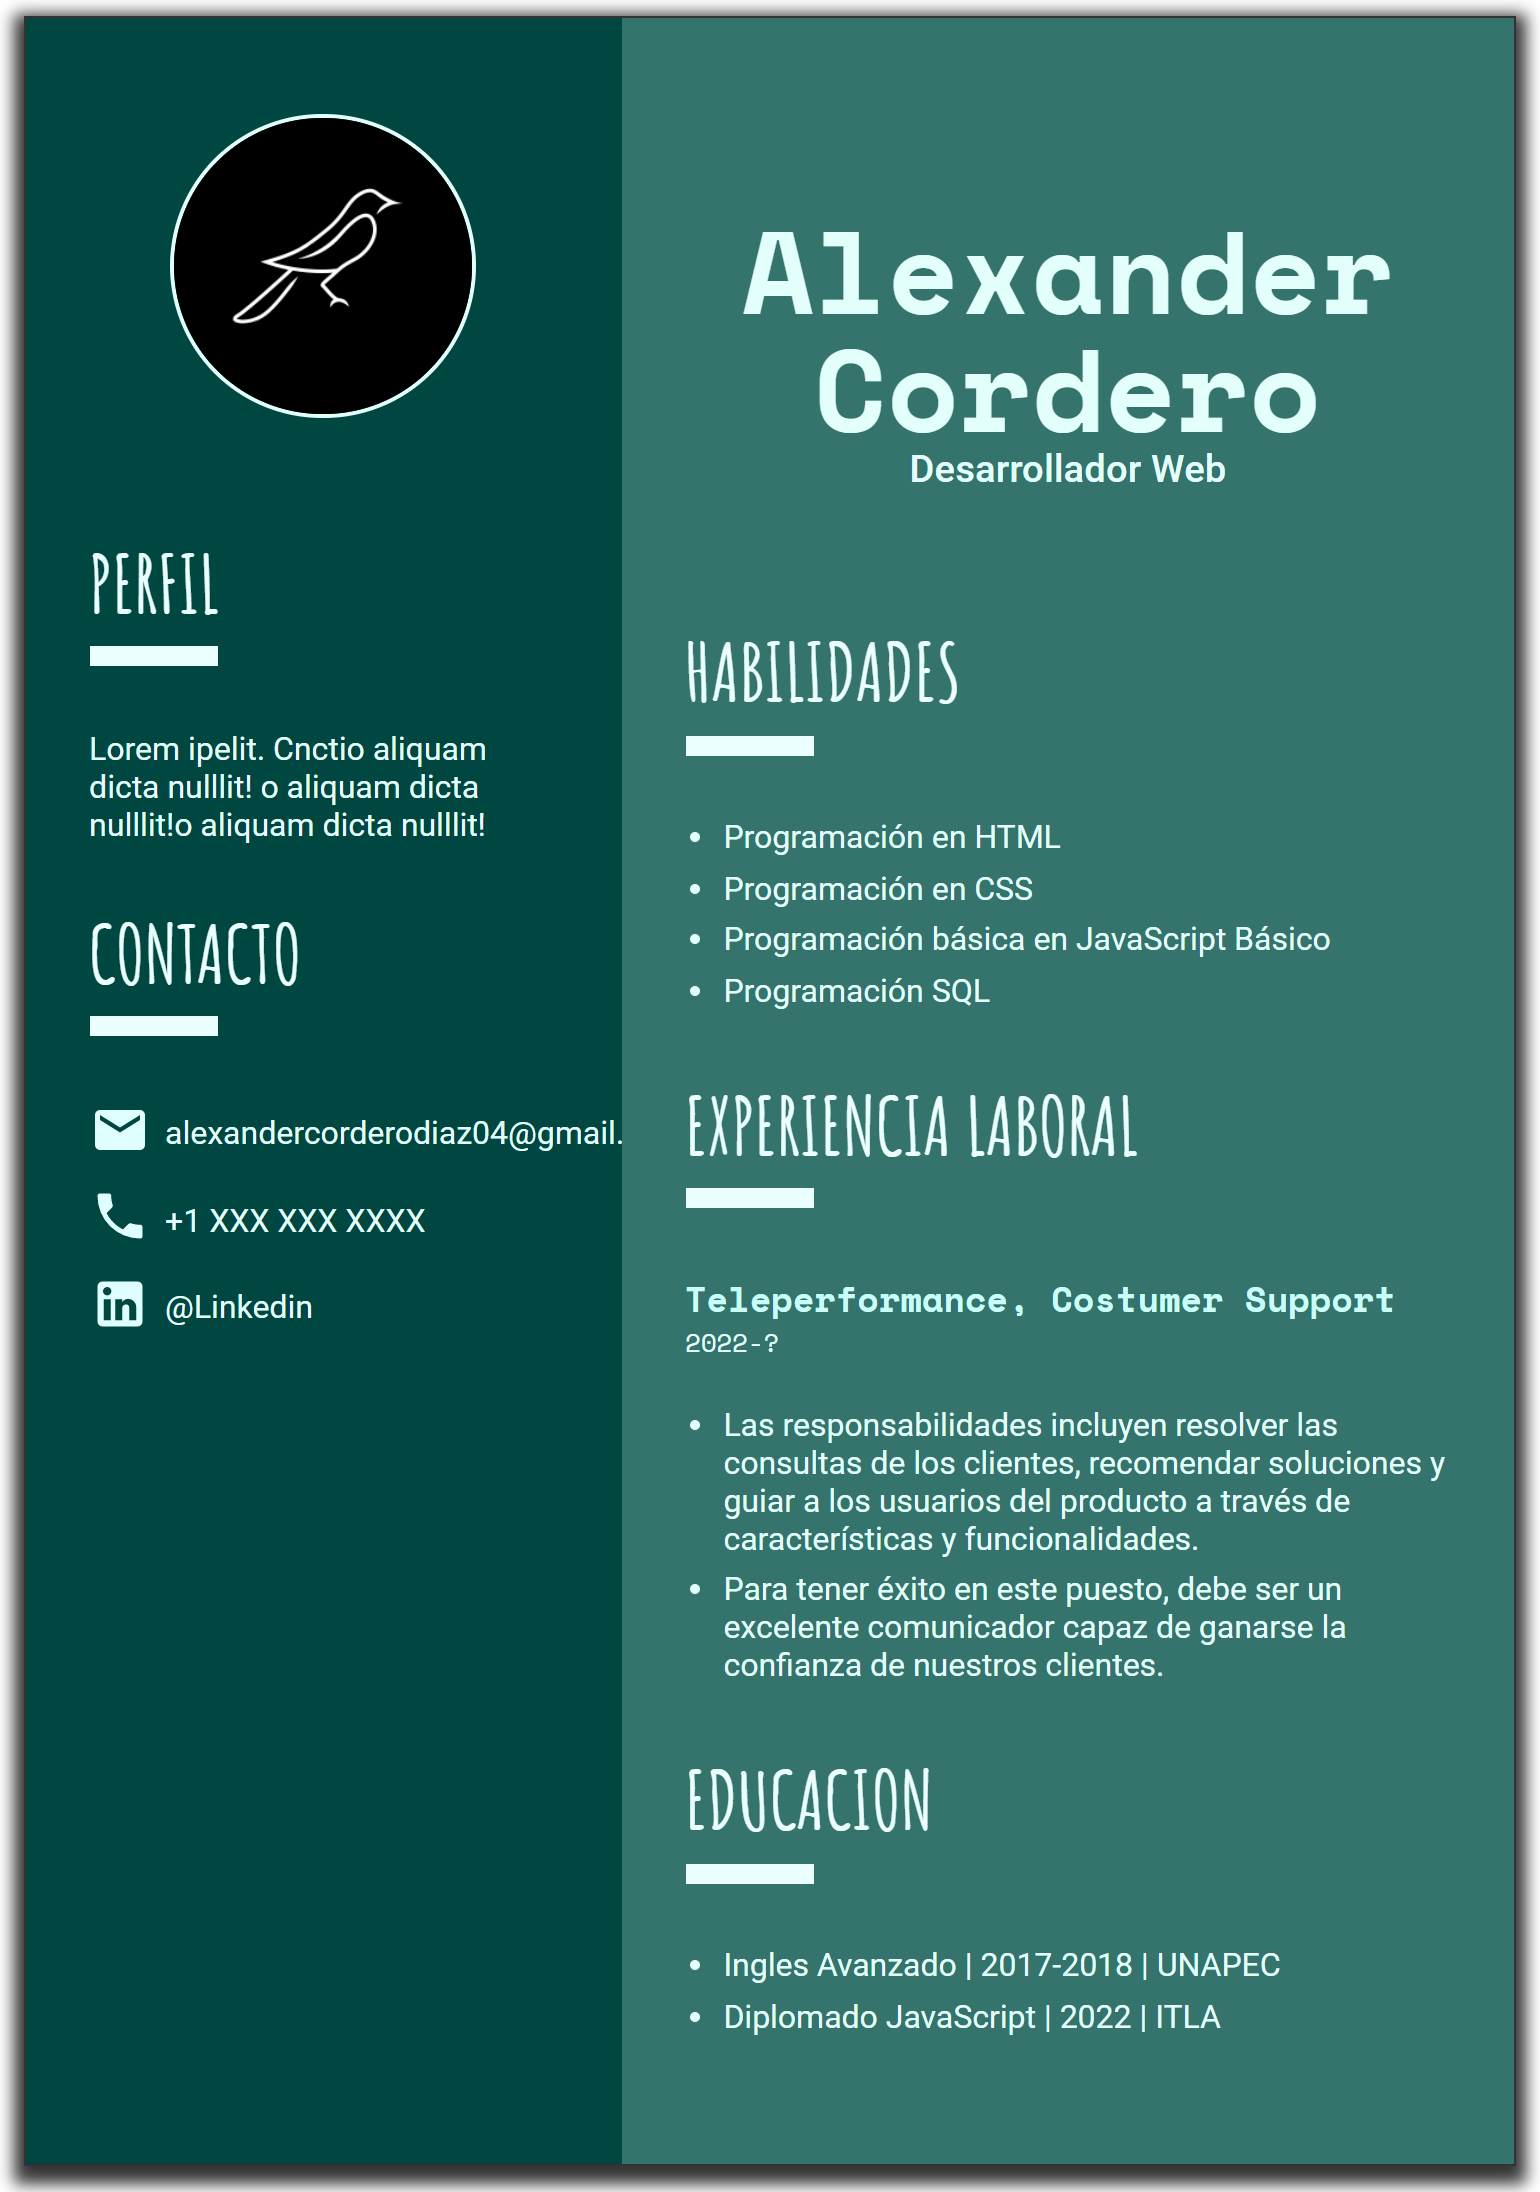 PERFIL
Lorem ipelit. Cnctio aliquam
dicta nulllit! o aliquam dicta
nulllit!o aliquam dicta nulllit!
CONTACTO
alexandercorderodiaz04@gmail.
+1 XXX XXX XXXX
@Linkedin
Alexander
Cordero
Desarrollador Web
HABILIDADES
• Programación en HTML
• Programación en CSS
• Programación básica en JavaScript Básico
• Programación SQL
EXPERIENCIA LABORAL
Teleperformance, Costumer Support
2022-?
• Las responsabilidades incluyen resolver las
consultas de los clientes, recomendar soluciones y
guiar a los usuarios del producto a través de
características y funcionalidades.
• Para tener éxito en este puesto, debe ser un
excelente comunicador capaz de ganarse la
confianza de nuestros clientes.
EDUCACION
• Ingles Avanzado | 2017-2018 | UNAPEC
• Diplomado JavaScript | 2022 | ITLA